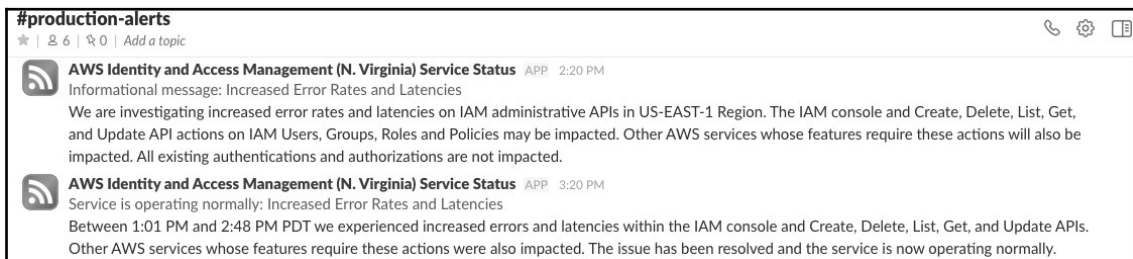 #production-alerts
6 | 0 | Add a topic
AWS Identity and Access Management (N. Virginia) Service Status APP 2:20 PM
Informational message: Increased Error Rates and Latencies
We are investigating increased error rates and latencies on IAM administrative APIs in US-EAST-1 Region. The IAM console and Create, Delete, List, Get,
and Update API actions on IAM Users, Groups, Roles and Policies may be impacted. Other AWS services whose features require these actions will also be
impacted. All existing authentications and authorizations are not impacted.
AWS Identity and Access Management (N. Virginia) Service Status APP 3:20 PM
Service is operating normally: Increased Error Rates and Latencies
Between 1:01 PM and 2:48 PM PDT we experienced increased errors and latencies within the IAM console and Create, Delete, List, Get, and Update APIs.
Other AWS services whose features require these actions were also impacted. The issue has been resolved and the service is now operating normally.